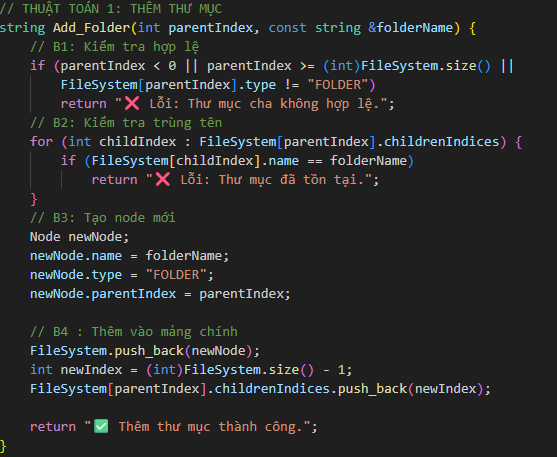 // THUẬT TOÁN 1: THÊM THƯ MỤC
string Add_Folder(int parentIndex, const string &folderName) {
    // B1: Kiểm tra hợp lệ
    if (parentIndex < 0 || parentIndex >= (int)FileSystem.size() ||
        FileSystem[parentIndex].type != "FOLDER")
        return "❌ Lỗi: Thư mục cha không hợp lệ.";
    // B2: Kiểm tra trùng tên
    for (int childIndex : FileSystem[parentIndex].childrenIndices) {
        if (FileSystem[childIndex].name == folderName)
            return "❌ Lỗi: Thư mục đã tồn tại.";
    }
    // B3: Tạo node mới
    Node newNode;
    newNode.name = folderName;
    newNode.type = "FOLDER";
    newNode.parentIndex = parentIndex;

    // B4 : Thêm vào mảng chính
    FileSystem.push_back(newNode);
    int newIndex = (int)FileSystem.size() - 1;
    FileSystem[parentIndex].childrenIndices.push_back(newIndex);

    return "✅ Thêm thư mục thành công.";
}